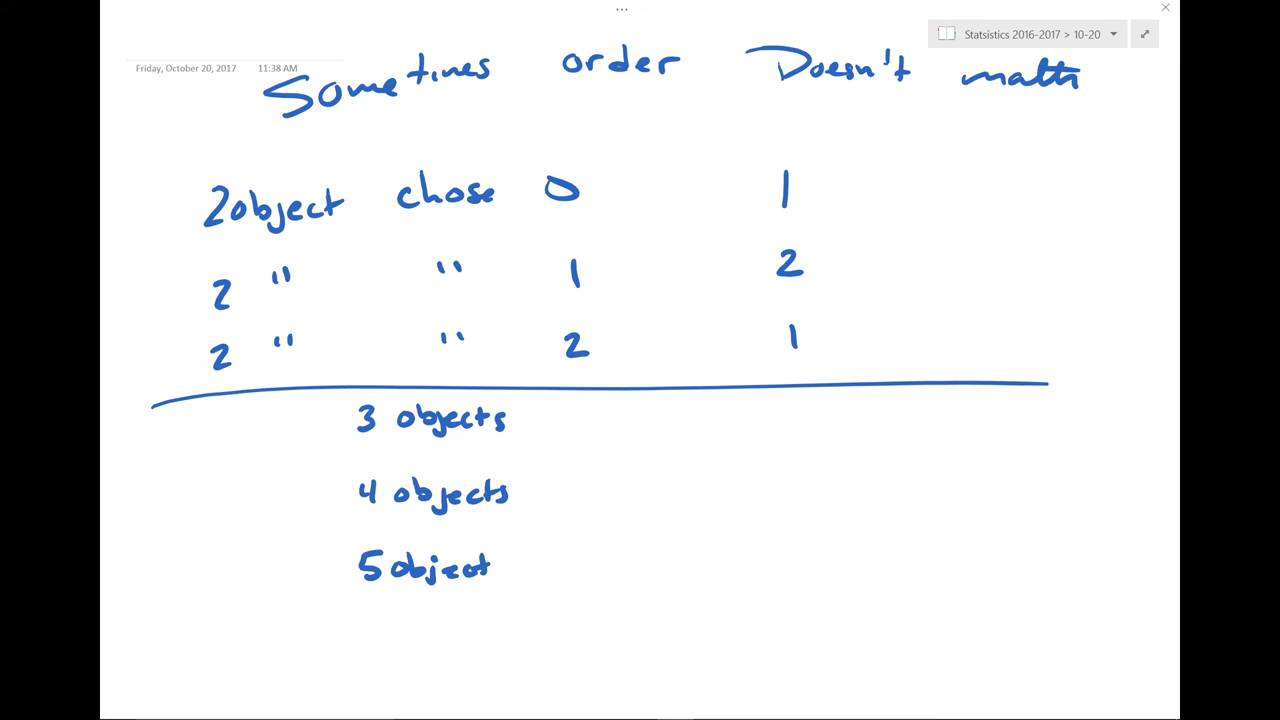 ...
Statsistics 2016-2017 > 10-20
Friday, October 20, 2017 11:38 AM
Sometimes order Doesn't math
2object chose 0 1
2 " " 1 2
2 " " 2 1
3 objects
4 objects
5 object